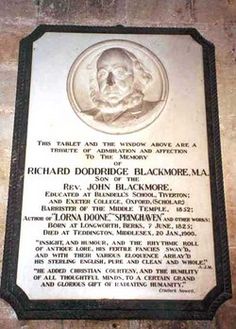 THIS TABLET AND THE WINDOW ABOVE ARE A
TRIBUTE OF ADMIRATION AND AFFECTION
TO THE MEMORY
OF
RICHARD DODDRIDGE BLACKMORE, M.A.
SON OF THE
REV. JOHN BLACKMORE.
EDUCATED AT BLUNDELL'S SCHOOL, TIVERTON;
AND EXETER COLLEGE, OXFORD, (SCHOLAR)
BARRISTER OF THE MIDDLE TEMPLE, 1852;
AUTHOR OF "LORNA DOONE," "SPRINGHAVEN" AND OTHER WORKS:
BORN AT LONGWORTH, BERKS, 7 JUNE, 1825;
DIED AT TEDDINGTON, MIDDLESEX, 20 JAN, 1900.
"INSIGHT, AND HUMOUR, AND THE RHYTHMIC ROLL
OF ANTIQUE LORE, HIS FERTILE FANCIES SWAY'D,
AND WITH THEIR VARIOUS ELOQUENCE ARRAY'D
HIS STERLING ENGLISH, PURE AND CLEAN AND WHOLE."
A.J.M.
"HE ADDED CHRISTIAN COURTESY, AND THE HUMILITY
OF ALL THOUGHTFUL MINDS, TO A CERTAIN GRAND
AND GLORIOUS GIFT OF RADIATING HUMANITY."
Cradock Nowell.